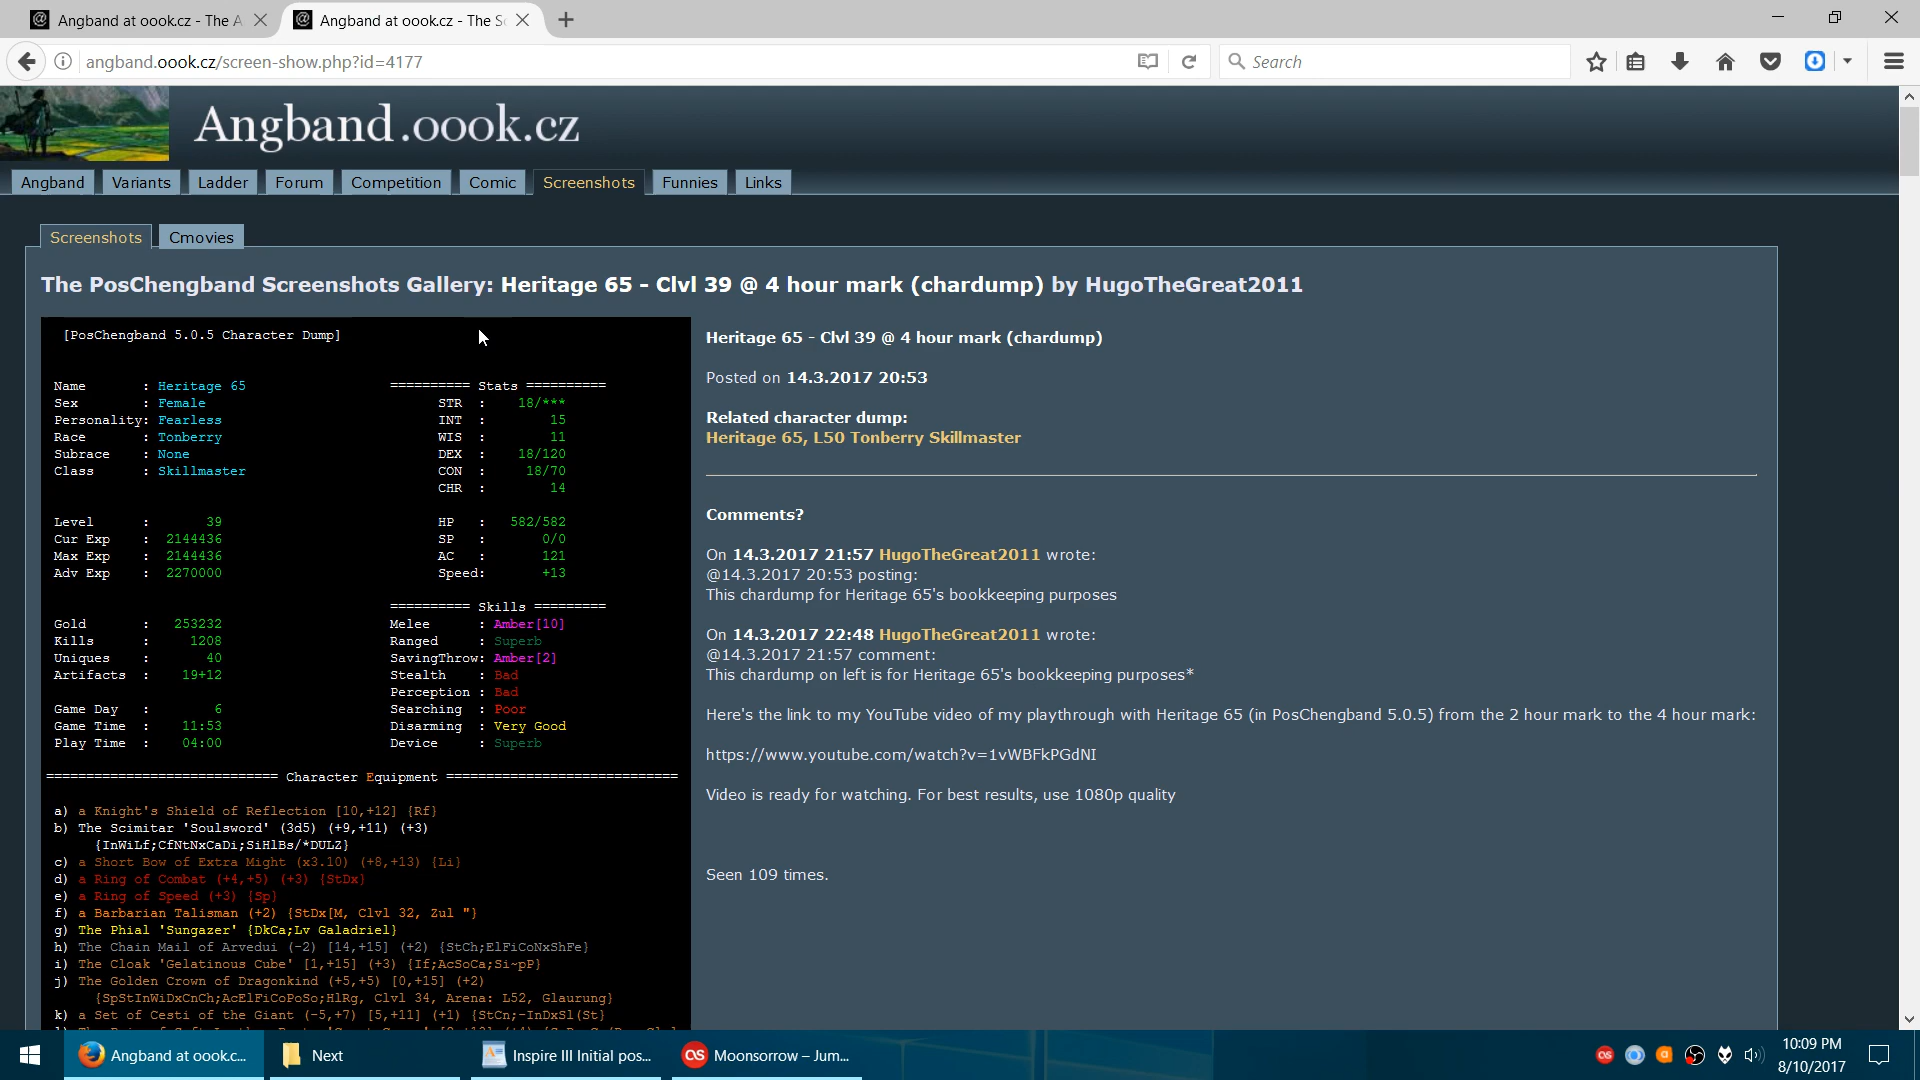 Angband at oook.cz - The A
Angband at oook.cz - The S
angband.oook.cz/screen-show.php?id=4177
Search
Angband.oook.cz
Angband Variants Ladder Forum Competition Comic Screenshots Funnies Links
Screenshots Cmovies
The PosChengband Screenshots Gallery: Heritage 65 - Clvl 39 @ 4 hour mark (chardump) by HugoTheGreat2011
[PosChengband 5.0.5 Character Dump]
Name : Heritage 65 ========== Stats ==========
Sex : Female STR : 18/***
Personality: Fearless INT : 15
Race : Tonberry WIS : 11
Subrace : None DEX : 18/120
Class : Skillmaster CON : 18/70
CHR : 14
Level : 39 HP : 582/582
Cur Exp : 2144436 SP : 0/0
Max Exp : 2144436 AC : 121
Adv Exp : 2270000 Speed: +13
========== Skills =========
Gold : 253232 Melee : Amber[10]
Kills : 1208 Ranged : Superb
Uniques : 40 SavingThrow: Amber[2]
Artifacts : 19+12 Stealth : Bad
Perception : Bad
Game Day : 6 Searching : Poor
Game Time : 11:53 Disarming : Very Good
Play Time : 04:00 Device : Superb
============================ Character Equipment ============================
a) a Knight's Shield of Reflection [10,+12] {Rf}
b) The Scimitar 'Soulsword' (3d5) (+9,+11) (+3)
{InWiLf;CfNtNxCaDi;SiHlBs/*DULZ}
c) a Short Bow of Extra Might (x3.10) (+8,+13) {Li}
d) a Ring of Combat (+4,+5) (+3) {StDx}
e) a Ring of Speed (+3) {Sp}
f) a Barbarian Talisman (+2) {StDx[M, Clvl 32, Zul "}
g) The Phial 'Sungazer' {DkCa;Lv Galadriel}
h) The Chain Mail of Arvedui (-2) [14,+15] (+2) {StCh;ElFiCoNxShFe}
i) The Cloak 'Gelatinous Cube' [1,+15] (+3) {If;AcSoCa;Si~pP}
j) The Golden Crown of Dragonkind (+5,+5) [0,+15] (+2)
{SpStInWiDxCnCh;AcElFiCoPoSo;HlRg, Clvl 34, Arena: L52, Glaurung}
k) a Set of Cesti of the Giant (-5,+7) [5,+11] (+1) {StCn;-InDxSl(St}
Heritage 65 - Clvl 39 @ 4 hour mark (chardump)
Posted on 14.3.2017 20:53
Related character dump:
Heritage 65, L50 Tonberry Skillmaster
Comments?
On 14.3.2017 21:57 HugoTheGreat2011 wrote:
@14.3.2017 20:53 posting:
This chardump for Heritage 65's bookkeeping purposes
On 14.3.2017 22:48 HugoTheGreat2011 wrote:
@14.3.2017 21:57 comment:
This chardump on left is for Heritage 65's bookkeeping purposes*
Here's the link to my YouTube video of my playthrough with Heritage 65 (in PosChengband 5.0.5) from the 2 hour mark to the 4 hour mark:
https://www.youtube.com/watch?v=1vWBFkPGdNI
Video is ready for watching. For best results, use 1080p quality
Seen 109 times.
Angband at oook.c...
Next
Inspire III Initial pos...
Moonsorrow – Jum...
10:09 PM
8/10/2017